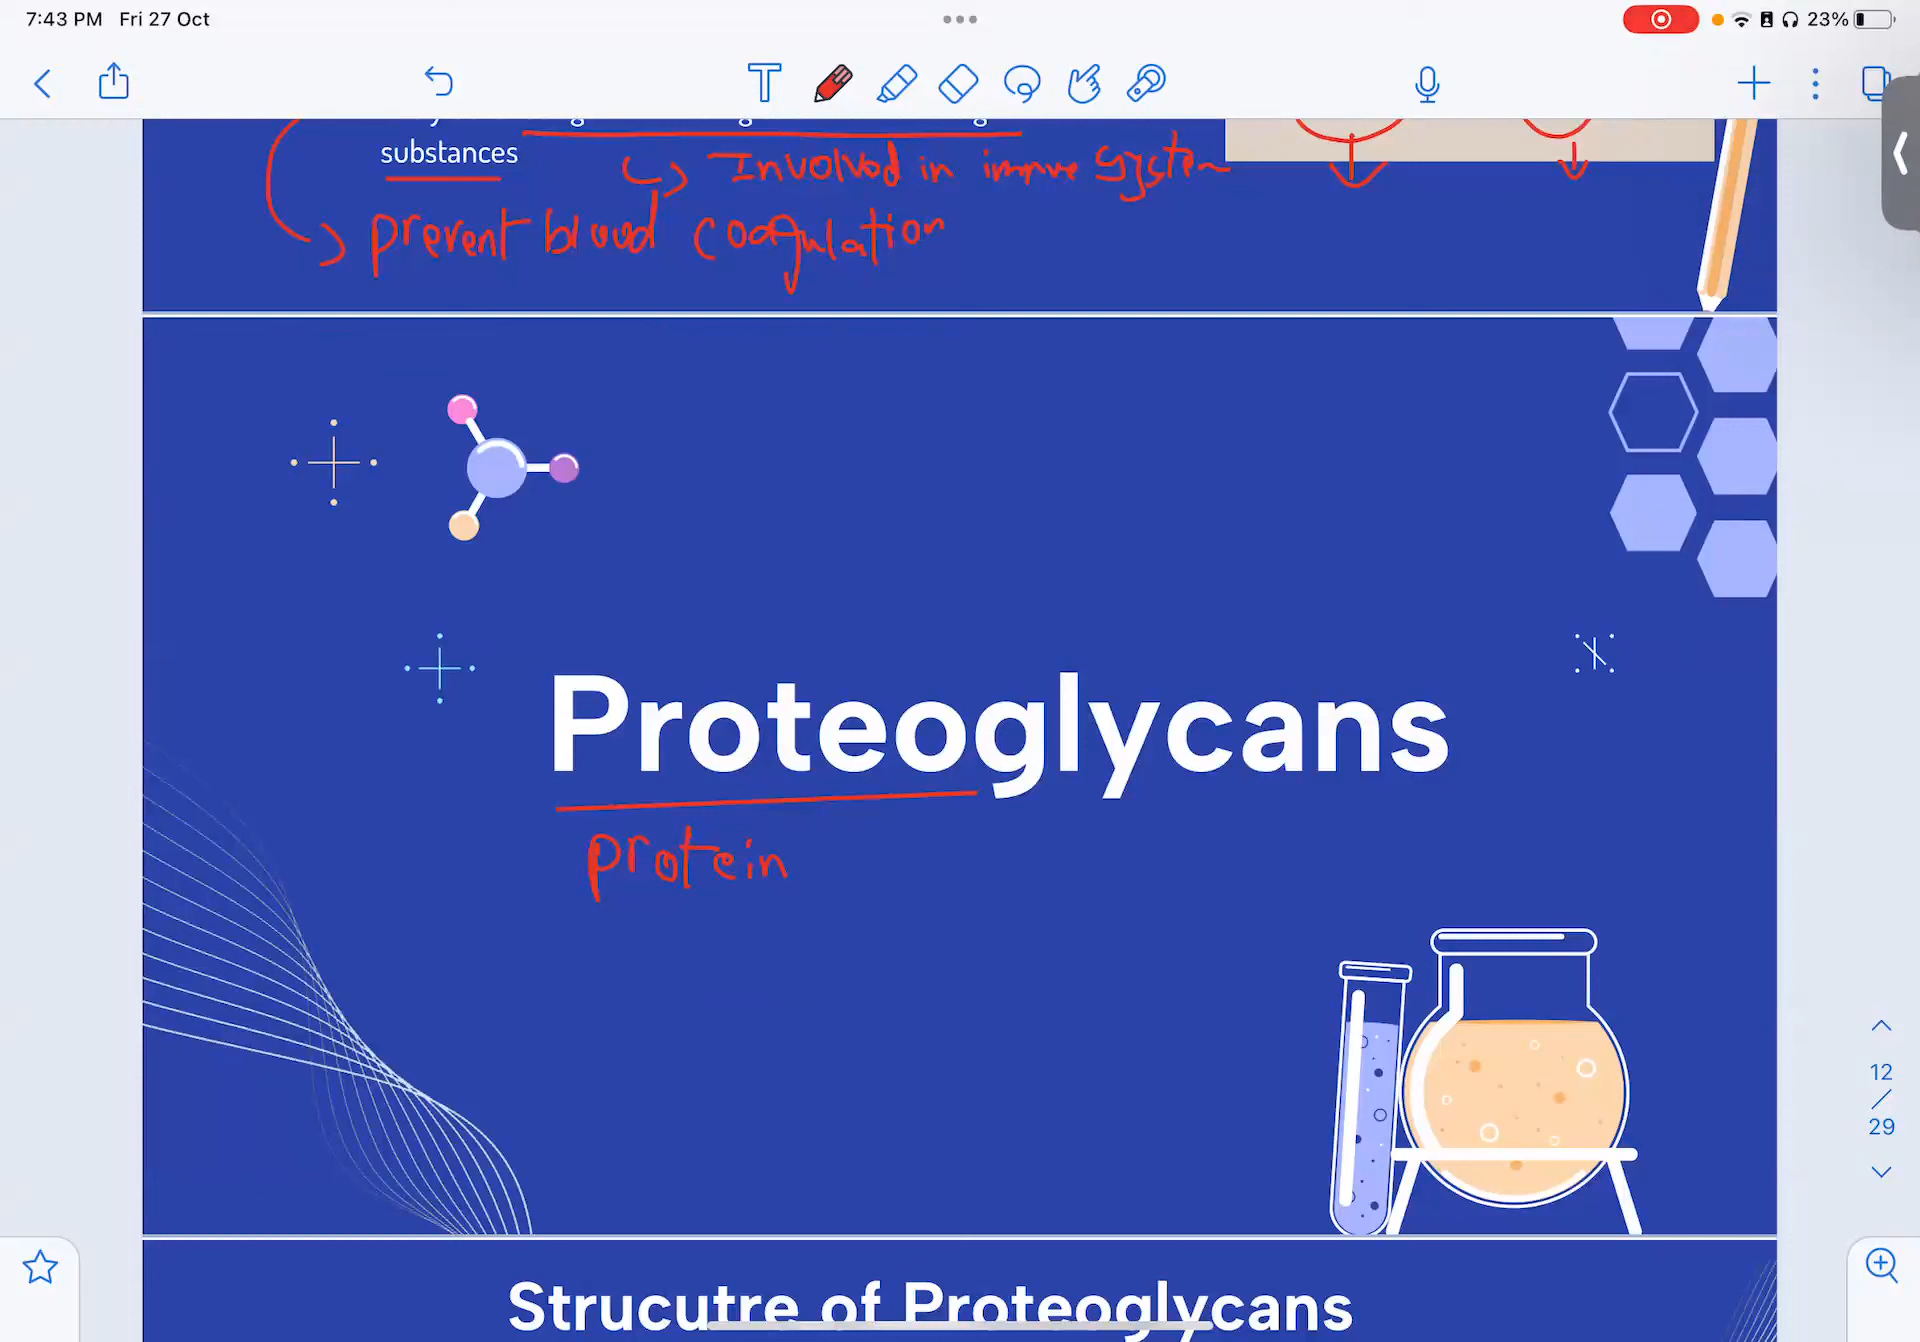 7:43 PM Fri 27 Oct
23%
substances
Involved in immune system
prevent blood coagulation
Proteoglycans
protein
12
/
29
Strucutre of Proteoglycans